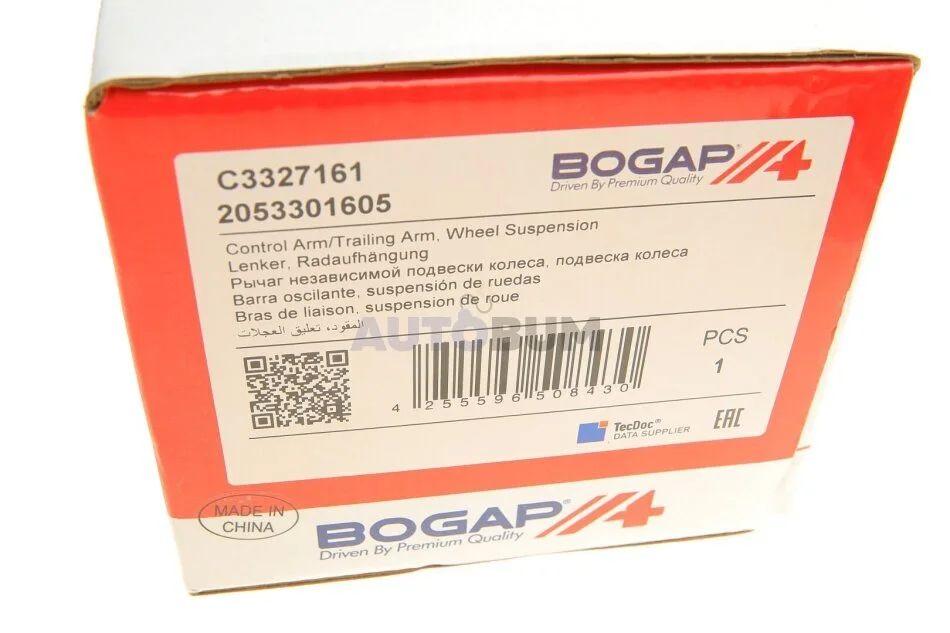 C3327161
2053301605
BOGAP®
Driven By Premium Quality
Control Arm/Trailing Arm, Wheel Suspension
Lenker, Radaufhängung
Рычаг независимой подвески колеса, подвеска колеса
Barra oscilante, suspensión de ruedas
Bras de liaison, suspension de roue
المقود، تعليق العجلات
AUTOBUM
PCS
1
4 255596 508430
TecDoc®
DATA SUPPLIER
EAC
MADE IN
CHINA
BOGAP®
Driven By Premium Quality